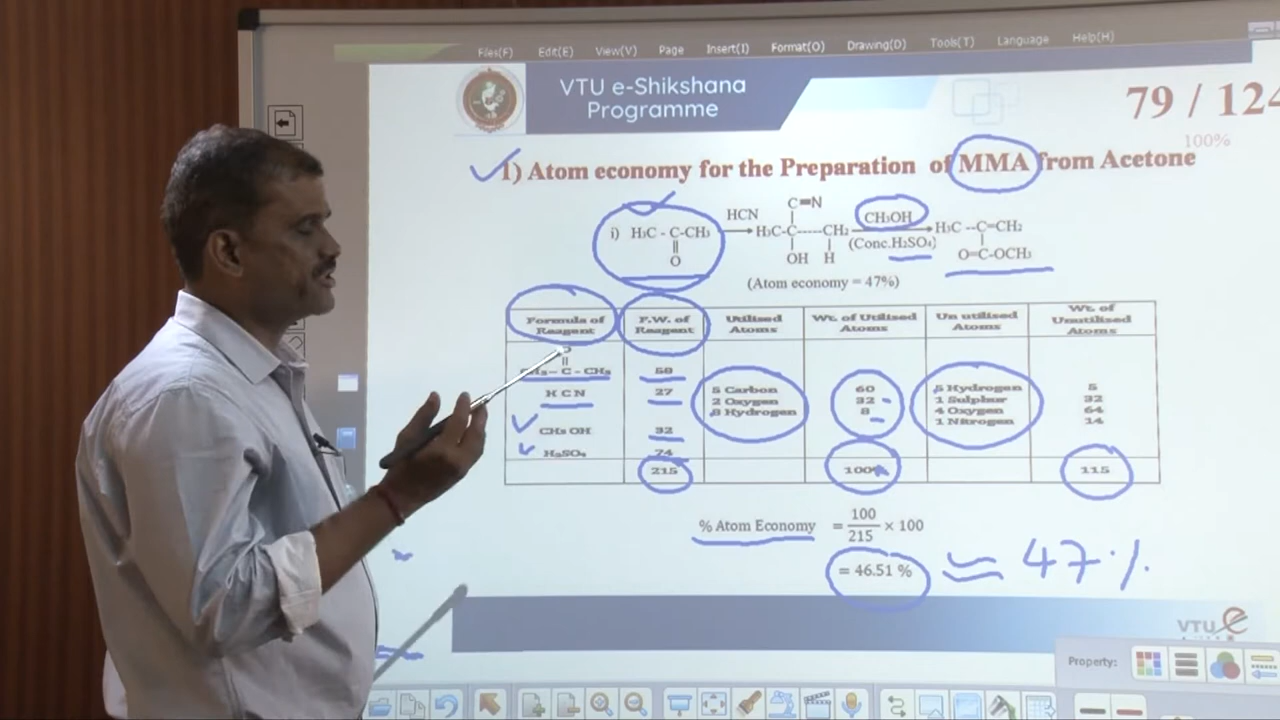 Files(F) Edit(E) View(V) Page Insert(I) Format(O) Drawing(D) Tools(T) Language Help(H)
VTU e-Shikshana
Programme
79 / 124
100%
1) Atom economy for the Preparation of MMA from Acetone
C≡N
HCN
CH₃OH
i) H₃C - C-CH₃
H₃C-C-----CH₂
H₃C --C=CH₂
(Conc.H₂SO₄)
O
OH H
O=C-OCH₃
(Atom economy = 47%)
Formula of Reagent F.W. of Reagent Utilised Atoms Wt. of Utilised Atoms Un utilised Atoms Wt. of Unutilised Atoms
O
CH₃– C - CH₃ 58
H C N 27 5 Carbon 60 5 Hydrogen 5
2 Oxygen 32 1 Sulphur 32
8 Hydrogen 8 4 Oxygen 64
CH₃ OH 32 1 Nitrogen 14
H₂SO₄ 74
215 100 115
% Atom Economy = 100/215 × 100
= 46.51 % ≃ 47%
VTU e
Property: